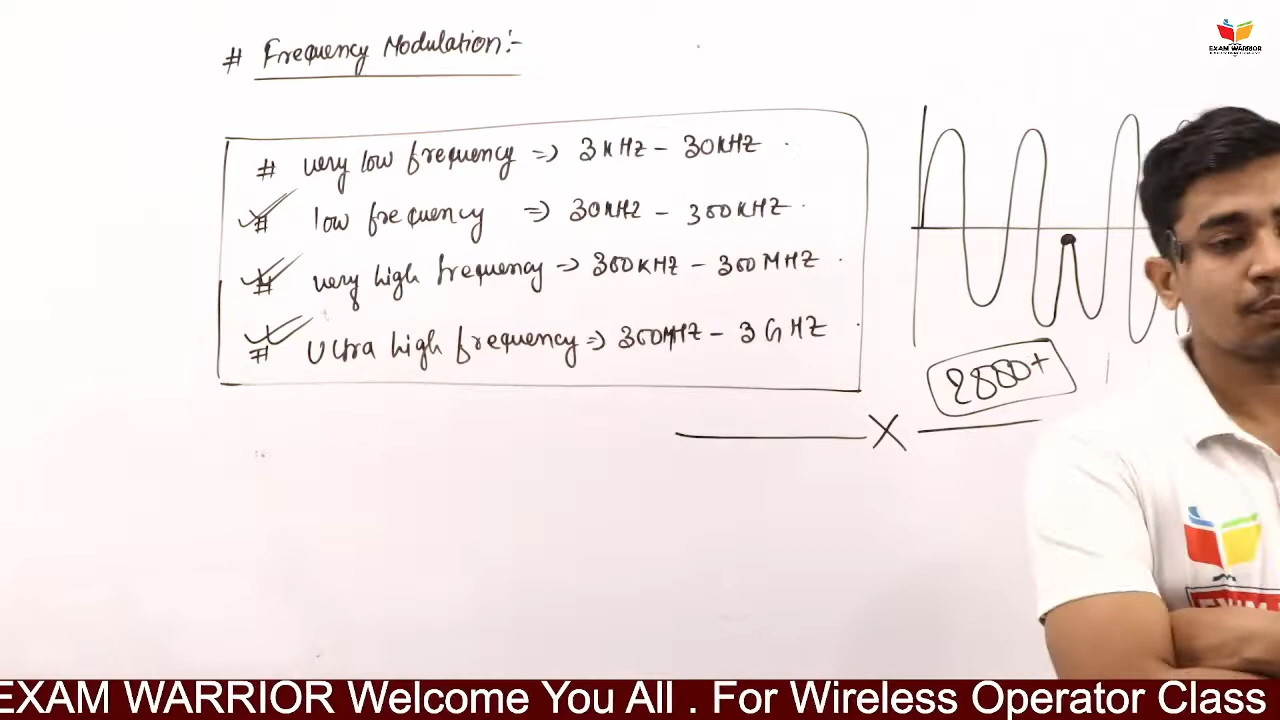 # Frequency Modulation:-
EXAM WARRIOR
# very low frequency => 3KHZ - 30KHZ
# low frequency => 30KHZ - 300KHZ
# very high frequency => 300KHZ - 300MHZ
# Ultra high frequency => 300MHZ - 3GHZ
X
EXAM WARRIOR Welcome You All . For Wireless Operator Class